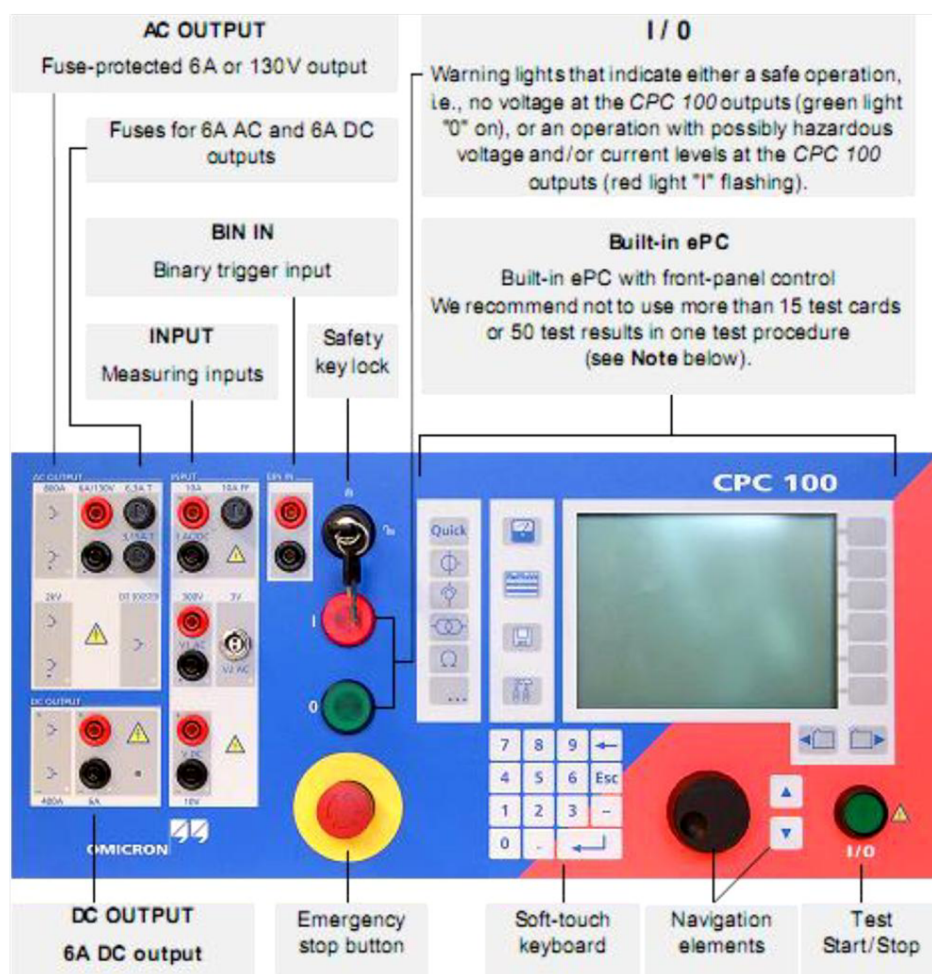 AC OUTPUT
Fuse-protected 6A or 130V output
Fuses for 6A AC and 6A DC
outputs
BIN IN
Binary trigger input
INPUT
Measuring inputs
Safety
key lock
I / 0
Warning lights that indicate either a safe operation,
i.e., no voltage at the CPC 100 outputs (green light
"0" on), or an operation with possibly hazardous
voltage and/or current levels at the CPC 100
outputs (red light "I" flashing).
Built-in ePC
Built-in ePC with front-panel control
We recommend not to use more than 15 test cards
or 50 test results in one test procedure
(see Note below).
AC OUTPUT
800A 6A/130V 6,3A T
3,15A T
2kV
INPUT
10A 10A FF
I AC/DC
300V 3V
V1 AC
V2 AC
V DC
10V
BIN IN
DC OUTPUT
400A 6A
OMICRON
I
0
CPC 100
Quick
Ω
...
7 8 9 ←
4 5 6 Esc
1 2 3 –
0 .
I/0
DC OUTPUT
6A DC output
Emergency
stop button
Soft-touch
keyboard
Navigation
elements
Test
Start/Stop